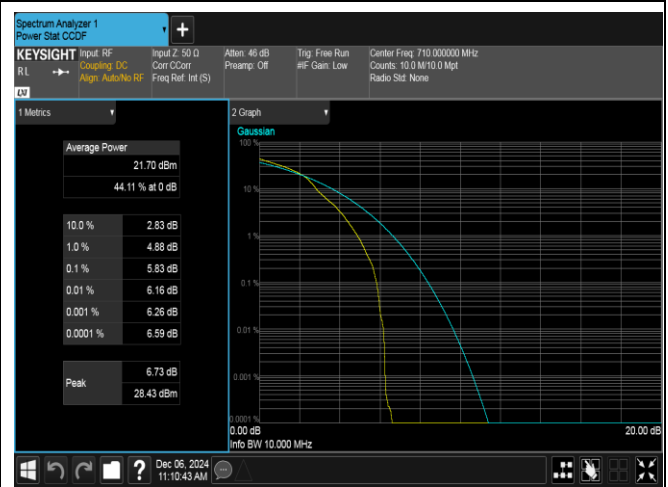 Spectrum Analyzer 1
Power Stat CCDF
+
KEYSIGHT
RL
LXI
Input: RF
Coupling: DC
Align: Auto/No RF
Input Z: 50 Ω
Corr CCorr
Freq Ref: Int (S)
Atten: 46 dB
Preamp: Off
Trig: Free Run
#IF Gain: Low
Center Freq: 710.000000 MHz
Counts: 10.0 M/10.0 Mpt
Radio Std: None
1 Metrics
Average Power
21.70 dBm
44.11 % at 0 dB
10.0 % 2.83 dB
1.0 % 4.88 dB
0.1 % 5.83 dB
0.01 % 6.16 dB
0.001 % 6.26 dB
0.0001 % 6.59 dB
Peak
6.73 dB
28.43 dBm
2 Graph
Gaussian
100 %
10 %
1 %
0.1 %
0.01 %
0.001 %
0.0001 %
0.00 dB
20.00 dB
Info BW 10.000 MHz
?
Dec 06, 2024
11:10:43 AM